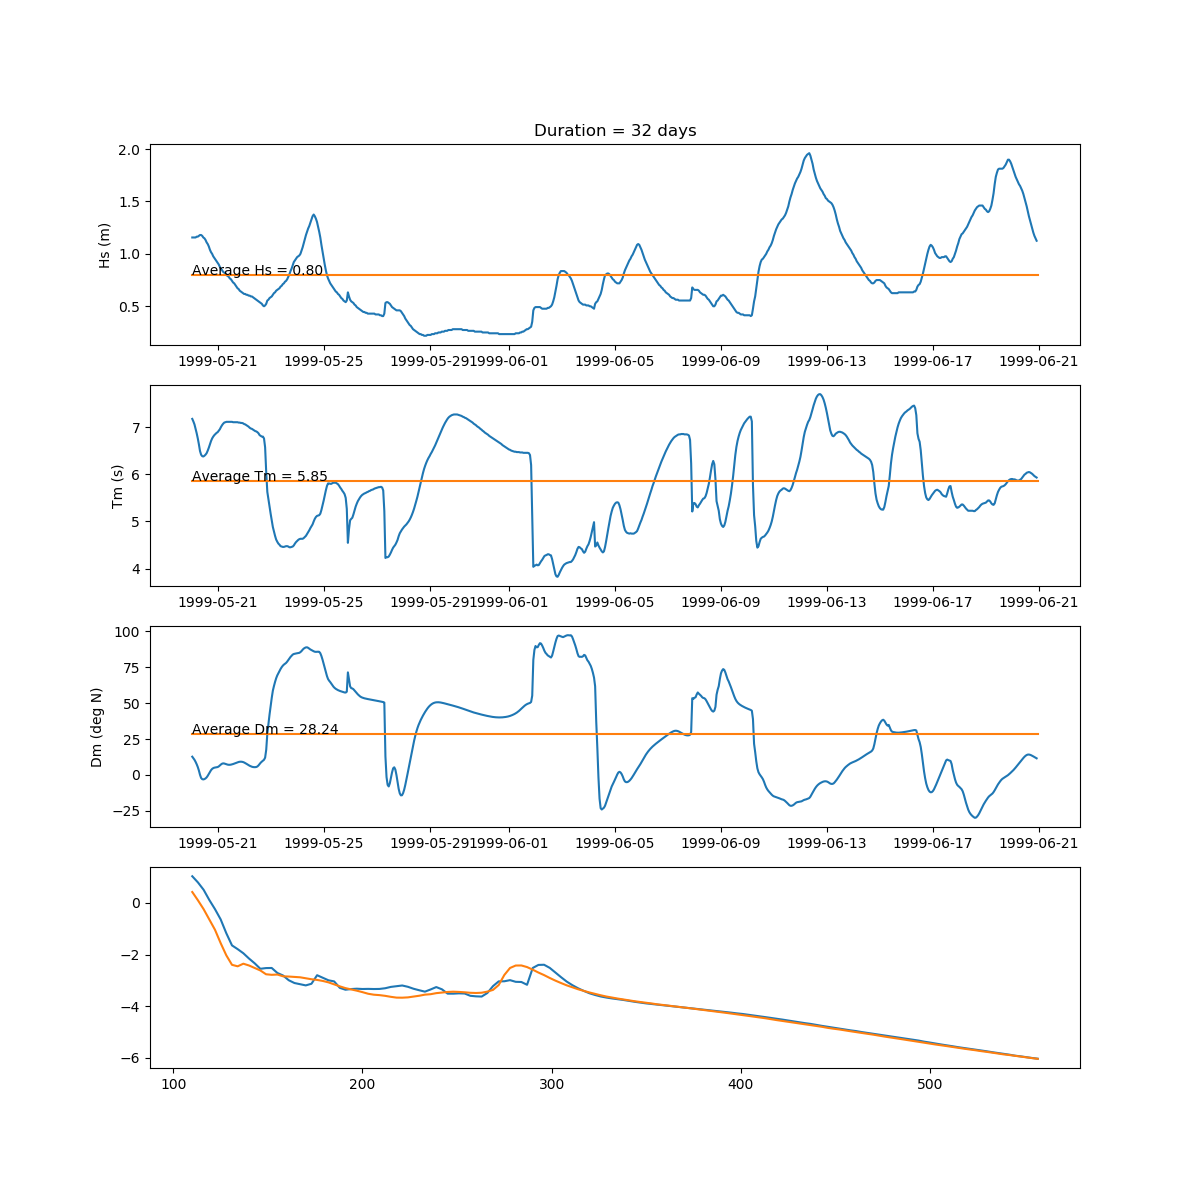 Duration = 32 days
2.0
1.5
1.0
0.5
Hs (m)
Average Hs = 0.80
1999-05-21 1999-05-25 1999-05-29 1999-06-01 1999-06-05 1999-06-09 1999-06-13 1999-06-17 1999-06-21
7
6
5
4
Tm (s)
Average Tm = 5.85
1999-05-21 1999-05-25 1999-05-29 1999-06-01 1999-06-05 1999-06-09 1999-06-13 1999-06-17 1999-06-21
100
75
50
25
0
−25
Dm (deg N)
Average Dm = 28.24
1999-05-21 1999-05-25 1999-05-29 1999-06-01 1999-06-05 1999-06-09 1999-06-13 1999-06-17 1999-06-21
0
−2
−4
−6
100 200 300 400 500